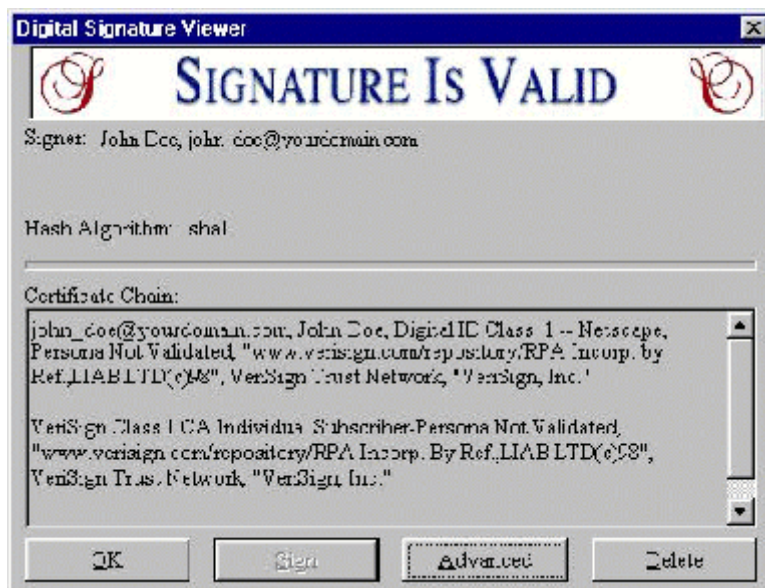 Digital Signature Viewer
SIGNATURE IS VALID
Signer: John Doe, john_doe@yourdomain.com
Hash Algorithm: sha1
Certificate Chain:
john_doe@yourdomain.com, John Doe, Digital ID Class 1 -- Netscape,
Persona Not Validated, "www.verisign.com/repository/RPA Incorp. by
Ref.,LIAB.LTD(c)98", VeriSign Trust Network, "VeriSign, Inc."
VeriSign Class 1 CA Individual Subscriber-Persona Not Validated,
"www.verisign.com/repository/RPA Incorp. By Ref.,LIAB.LTD(c)98",
VeriSign Trust Network, "VeriSign, Inc."
OK Sign Advanced Delete